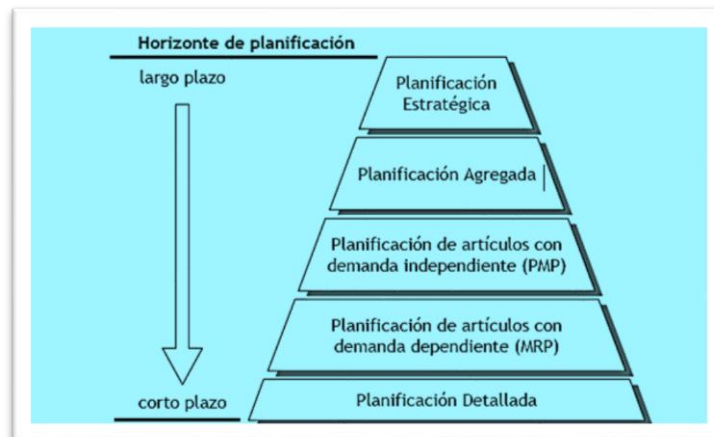 Horizonte de planificación
largo plazo
Planificación
Estratégica
Planificación Agregada
Planificación de artículos con
demanda independiente (PMP)
Planificación de artículos con
demanda dependiente (MRP)
corto plazo
Planificación Detallada